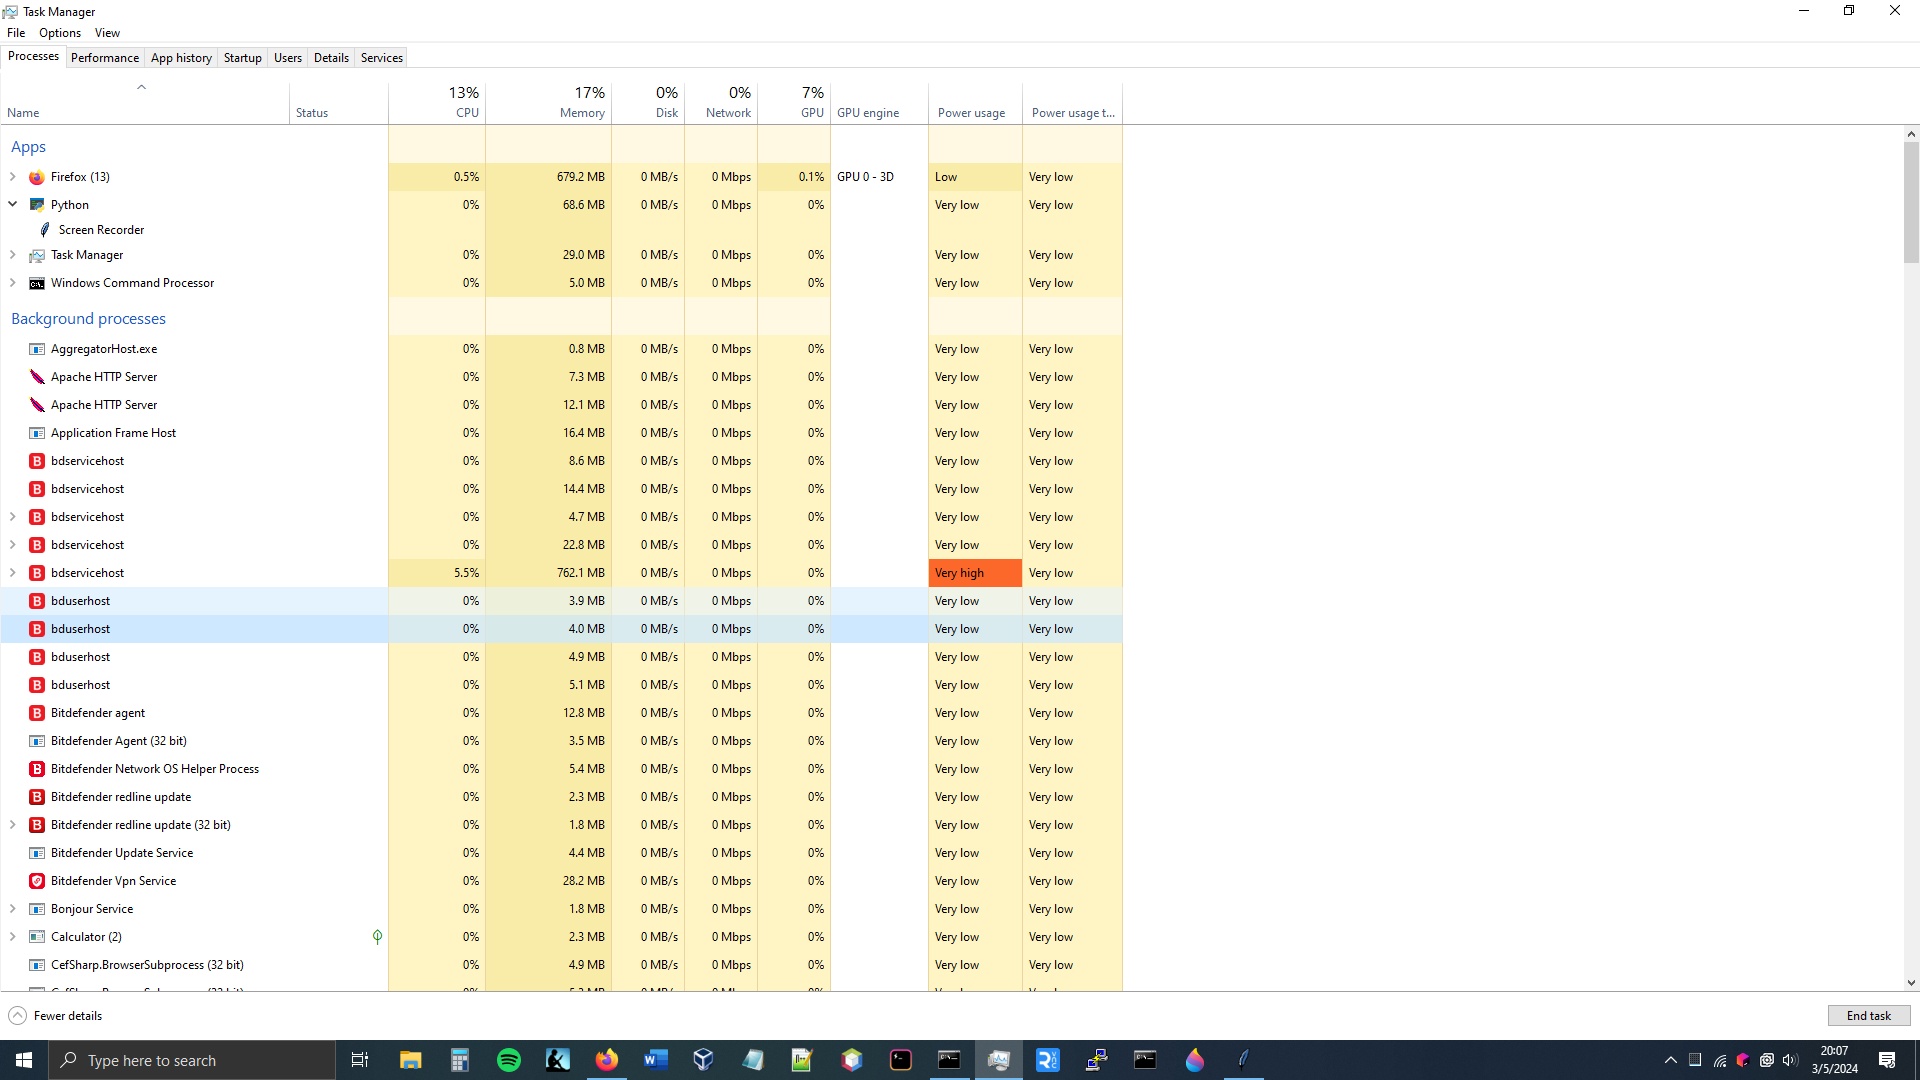 Task Manager
File Options View
Processes Performance App history Startup Users Details Services
13% 17% 0% 0% 7%
Name Status CPU Memory Disk Network GPU GPU engine Power usage Power usage t...
Apps
Firefox (13) 0.5% 679.2 MB 0 MB/s 0 Mbps 0.1% GPU 0 - 3D Low Very low
Python 0% 68.6 MB 0 MB/s 0 Mbps 0% Very low Very low
Screen Recorder
Task Manager 0% 29.0 MB 0 MB/s 0 Mbps 0% Very low Very low
Windows Command Processor 0% 5.0 MB 0 MB/s 0 Mbps 0% Very low Very low
Background processes
AggregatorHost.exe 0% 0.8 MB 0 MB/s 0 Mbps 0% Very low Very low
Apache HTTP Server 0% 7.3 MB 0 MB/s 0 Mbps 0% Very low Very low
Apache HTTP Server 0% 12.1 MB 0 MB/s 0 Mbps 0% Very low Very low
Application Frame Host 0% 16.4 MB 0 MB/s 0 Mbps 0% Very low Very low
bdservicehost 0% 8.6 MB 0 MB/s 0 Mbps 0% Very low Very low
bdservicehost 0% 14.4 MB 0 MB/s 0 Mbps 0% Very low Very low
bdservicehost 0% 4.7 MB 0 MB/s 0 Mbps 0% Very low Very low
bdservicehost 0% 22.8 MB 0 MB/s 0 Mbps 0% Very low Very low
bdservicehost 5.5% 762.1 MB 0 MB/s 0 Mbps 0% Very high Very low
bduserhost 0% 3.9 MB 0 MB/s 0 Mbps 0% Very low Very low
bduserhost 0% 4.0 MB 0 MB/s 0 Mbps 0% Very low Very low
bduserhost 0% 4.9 MB 0 MB/s 0 Mbps 0% Very low Very low
bduserhost 0% 5.1 MB 0 MB/s 0 Mbps 0% Very low Very low
Bitdefender agent 0% 12.8 MB 0 MB/s 0 Mbps 0% Very low Very low
Bitdefender Agent (32 bit) 0% 3.5 MB 0 MB/s 0 Mbps 0% Very low Very low
Bitdefender Network OS Helper Process 0% 5.4 MB 0 MB/s 0 Mbps 0% Very low Very low
Bitdefender redline update 0% 2.3 MB 0 MB/s 0 Mbps 0% Very low Very low
Bitdefender redline update (32 bit) 0% 1.8 MB 0 MB/s 0 Mbps 0% Very low Very low
Bitdefender Update Service 0% 4.4 MB 0 MB/s 0 Mbps 0% Very low Very low
Bitdefender Vpn Service 0% 28.2 MB 0 MB/s 0 Mbps 0% Very low Very low
Bonjour Service 0% 1.8 MB 0 MB/s 0 Mbps 0% Very low Very low
Calculator (2) 0% 2.3 MB 0 MB/s 0 Mbps 0% Very low Very low
CefSharp.BrowserSubprocess (32 bit) 0% 4.9 MB 0 MB/s 0 Mbps 0% Very low Very low
Fewer details End task
Type here to search
20:07
3/5/2024